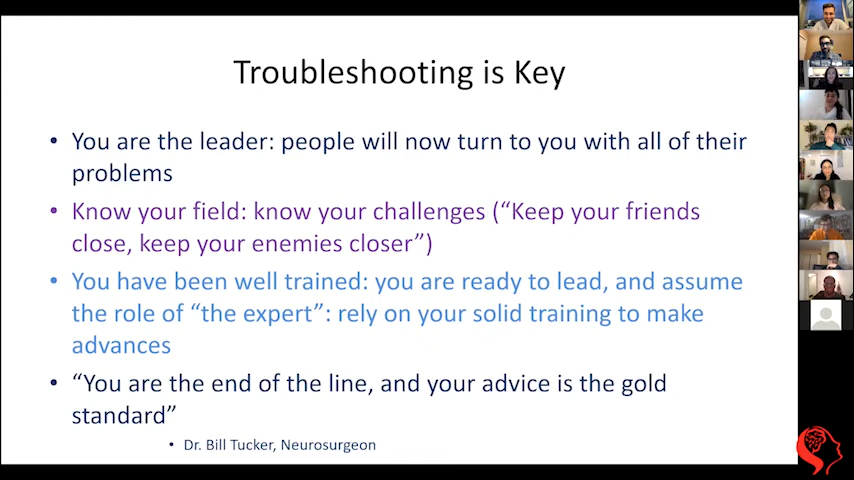 Troubleshooting is Key
• You are the leader: people will now turn to you with all of their
problems
• Know your field: know your challenges (“Keep your friends
close, keep your enemies closer”)
• You have been well trained: you are ready to lead, and assume
the role of “the expert”: rely on your solid training to make
advances
• “You are the end of the line, and your advice is the gold
standard”
• Dr. Bill Tucker, Neurosurgeon